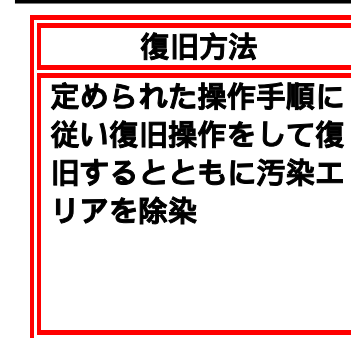 復旧方法
定められた操作手順に
従い復旧操作をして復
旧するとともに汚染エ
リアを除染